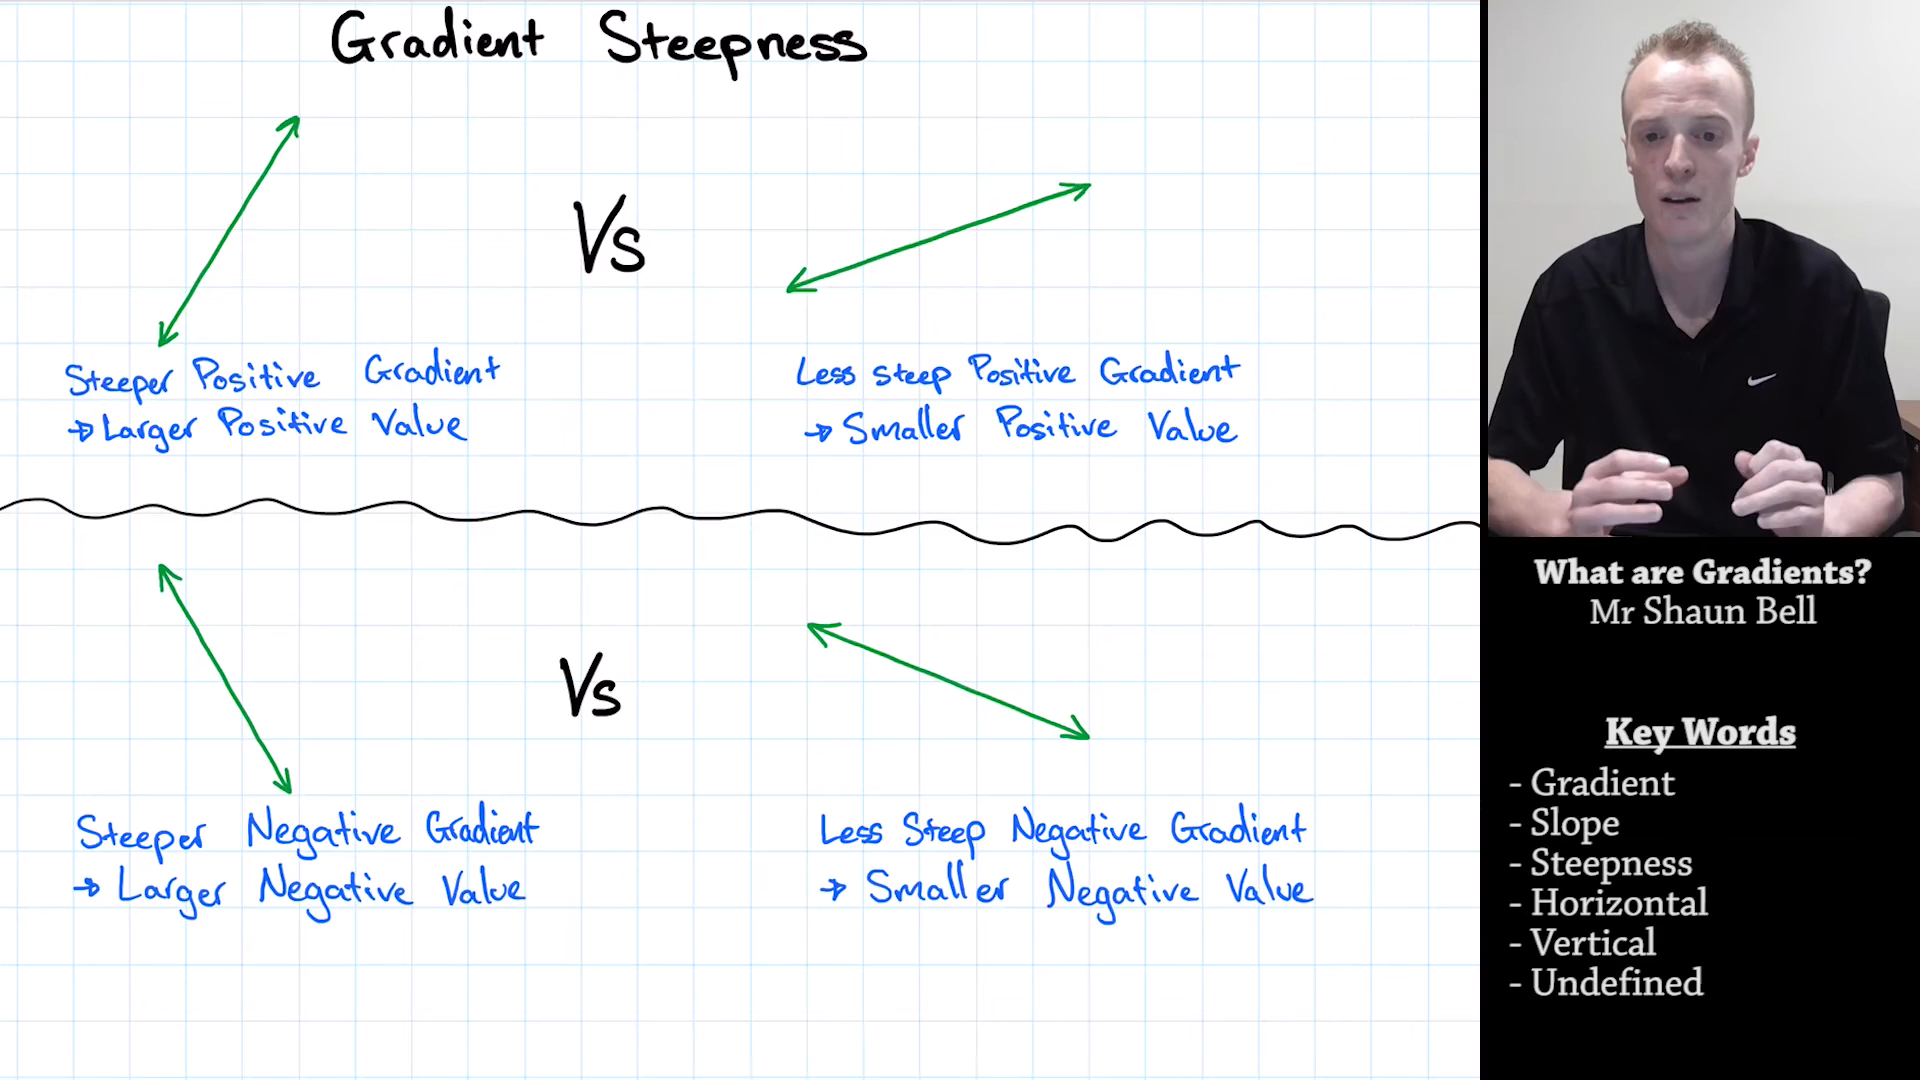 Gradient Steepness
Vs
Steeper Positive Gradient
→ Larger Positive Value
Less steep Positive Gradient
→ Smaller Positive Value
Vs
Steeper Negative Gradient
→ Larger Negative Value
Less Steep Negative Gradient
→ Smaller Negative Value
What are Gradients?
Mr Shaun Bell
Key Words
- Gradient
- Slope
- Steepness
- Horizontal
- Vertical
- Undefined